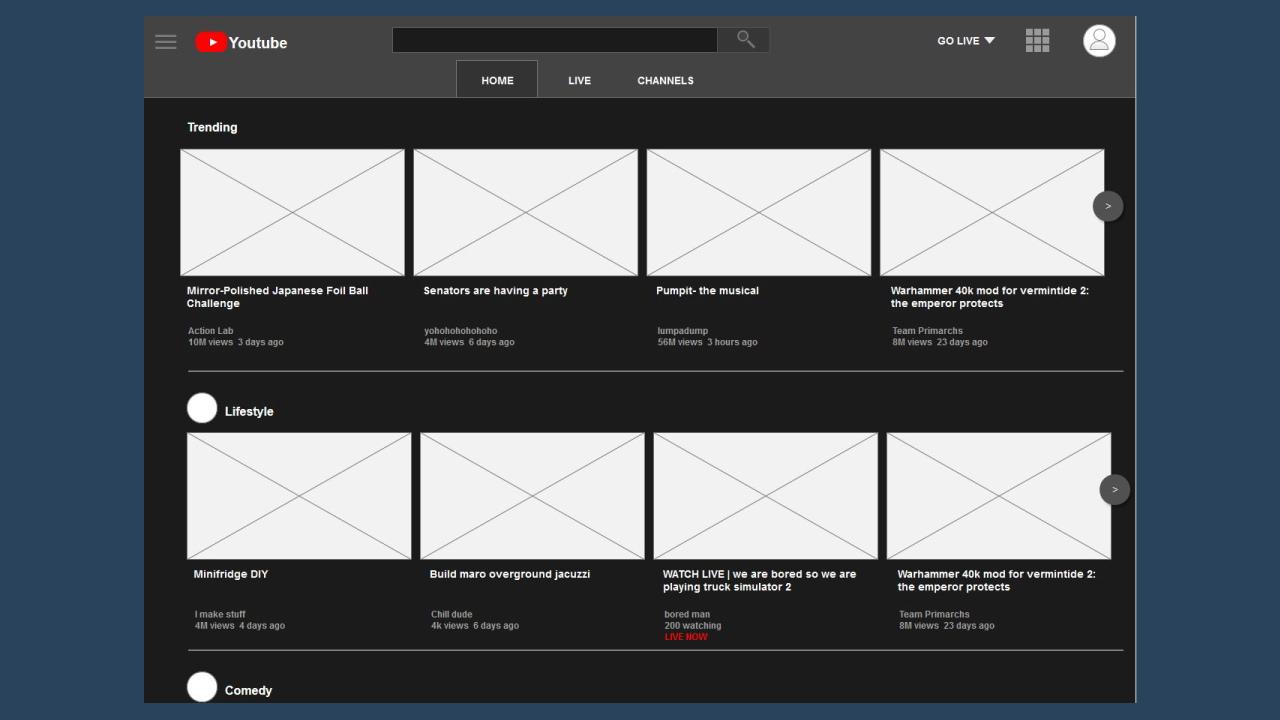 Youtube
GO LIVE
HOME LIVE CHANNELS
Trending
>
Mirror-Polished Japanese Foil Ball
Challenge
Action Lab
10M views 3 days ago
Senators are having a party
yohohohohohoho
4M views 6 days ago
Pumpit- the musical
lumpadump
56M views 3 hours ago
Warhammer 40k mod for vermintide 2:
the emperor protects
Team Primarchs
8M views 23 days ago
Lifestyle
>
Minifridge DIY
I make stuff
4M views 4 days ago
Build maro overground jacuzzi
Chill dude
4k views 6 days ago
WATCH LIVE | we are bored so we are
playing truck simulator 2
bored man
200 watching
LIVE NOW
Warhammer 40k mod for vermintide 2:
the emperor protects
Team Primarchs
8M views 23 days ago
Comedy